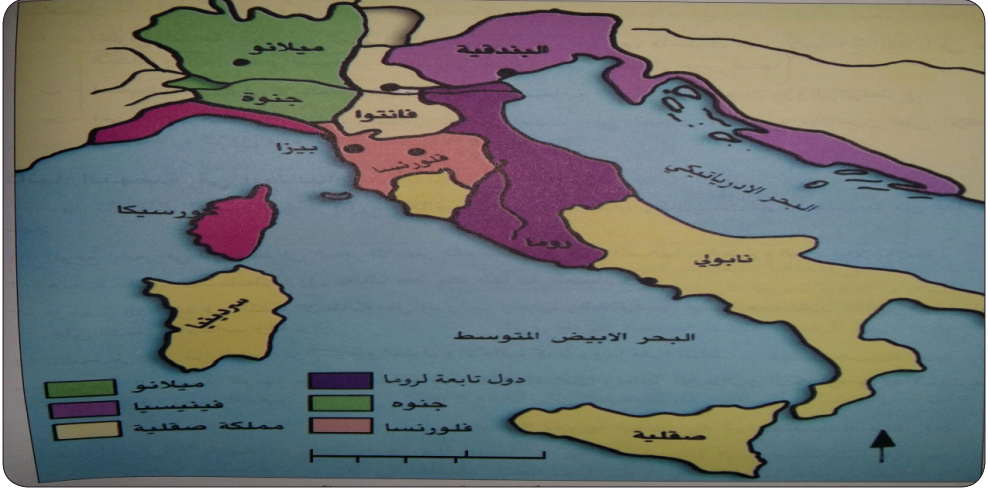 ميلانو
البندقية
جنوة
فانتوا
بيزا
فلورنسا
البحر الادرياتيكي
كورسيكا
روما
نابولي
سردينيا
البحر الابيض المتوسط
صقلية
ميلانو
فينيسيا
مملكة صقلية
دول تابعة لروما
جنوه
فلورنسا